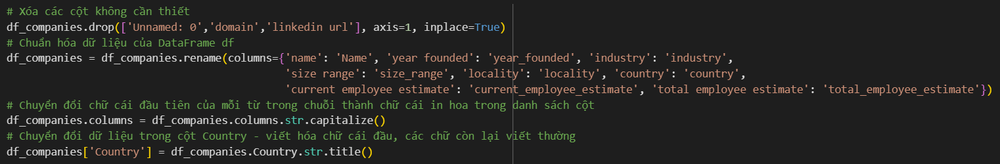 # Xóa các cột không cần thiết
df_companies.drop(['Unnamed: 0','domain','linkedin url'], axis=1, inplace=True)
# Chuẩn hóa dữ liệu của DataFrame df
df_companies = df_companies.rename(columns={'name': 'Name', 'year founded': 'year_founded', 'industry': 'industry',
'size range': 'size_range', 'locality': 'locality', 'country': 'country',
'current employee estimate': 'current_employee_estimate', 'total employee estimate': 'total_employee_estimate'})
# Chuyển đổi chữ cái đầu tiên của mỗi từ trong chuỗi thành chữ cái in hoa trong danh sách cột
df_companies.columns = df_companies.columns.str.capitalize()
# Chuyển đổi dữ liệu trong cột Country - viết hóa chữ cái đầu, các chữ còn lại viết thường
df_companies['Country'] = df_companies.Country.str.title()